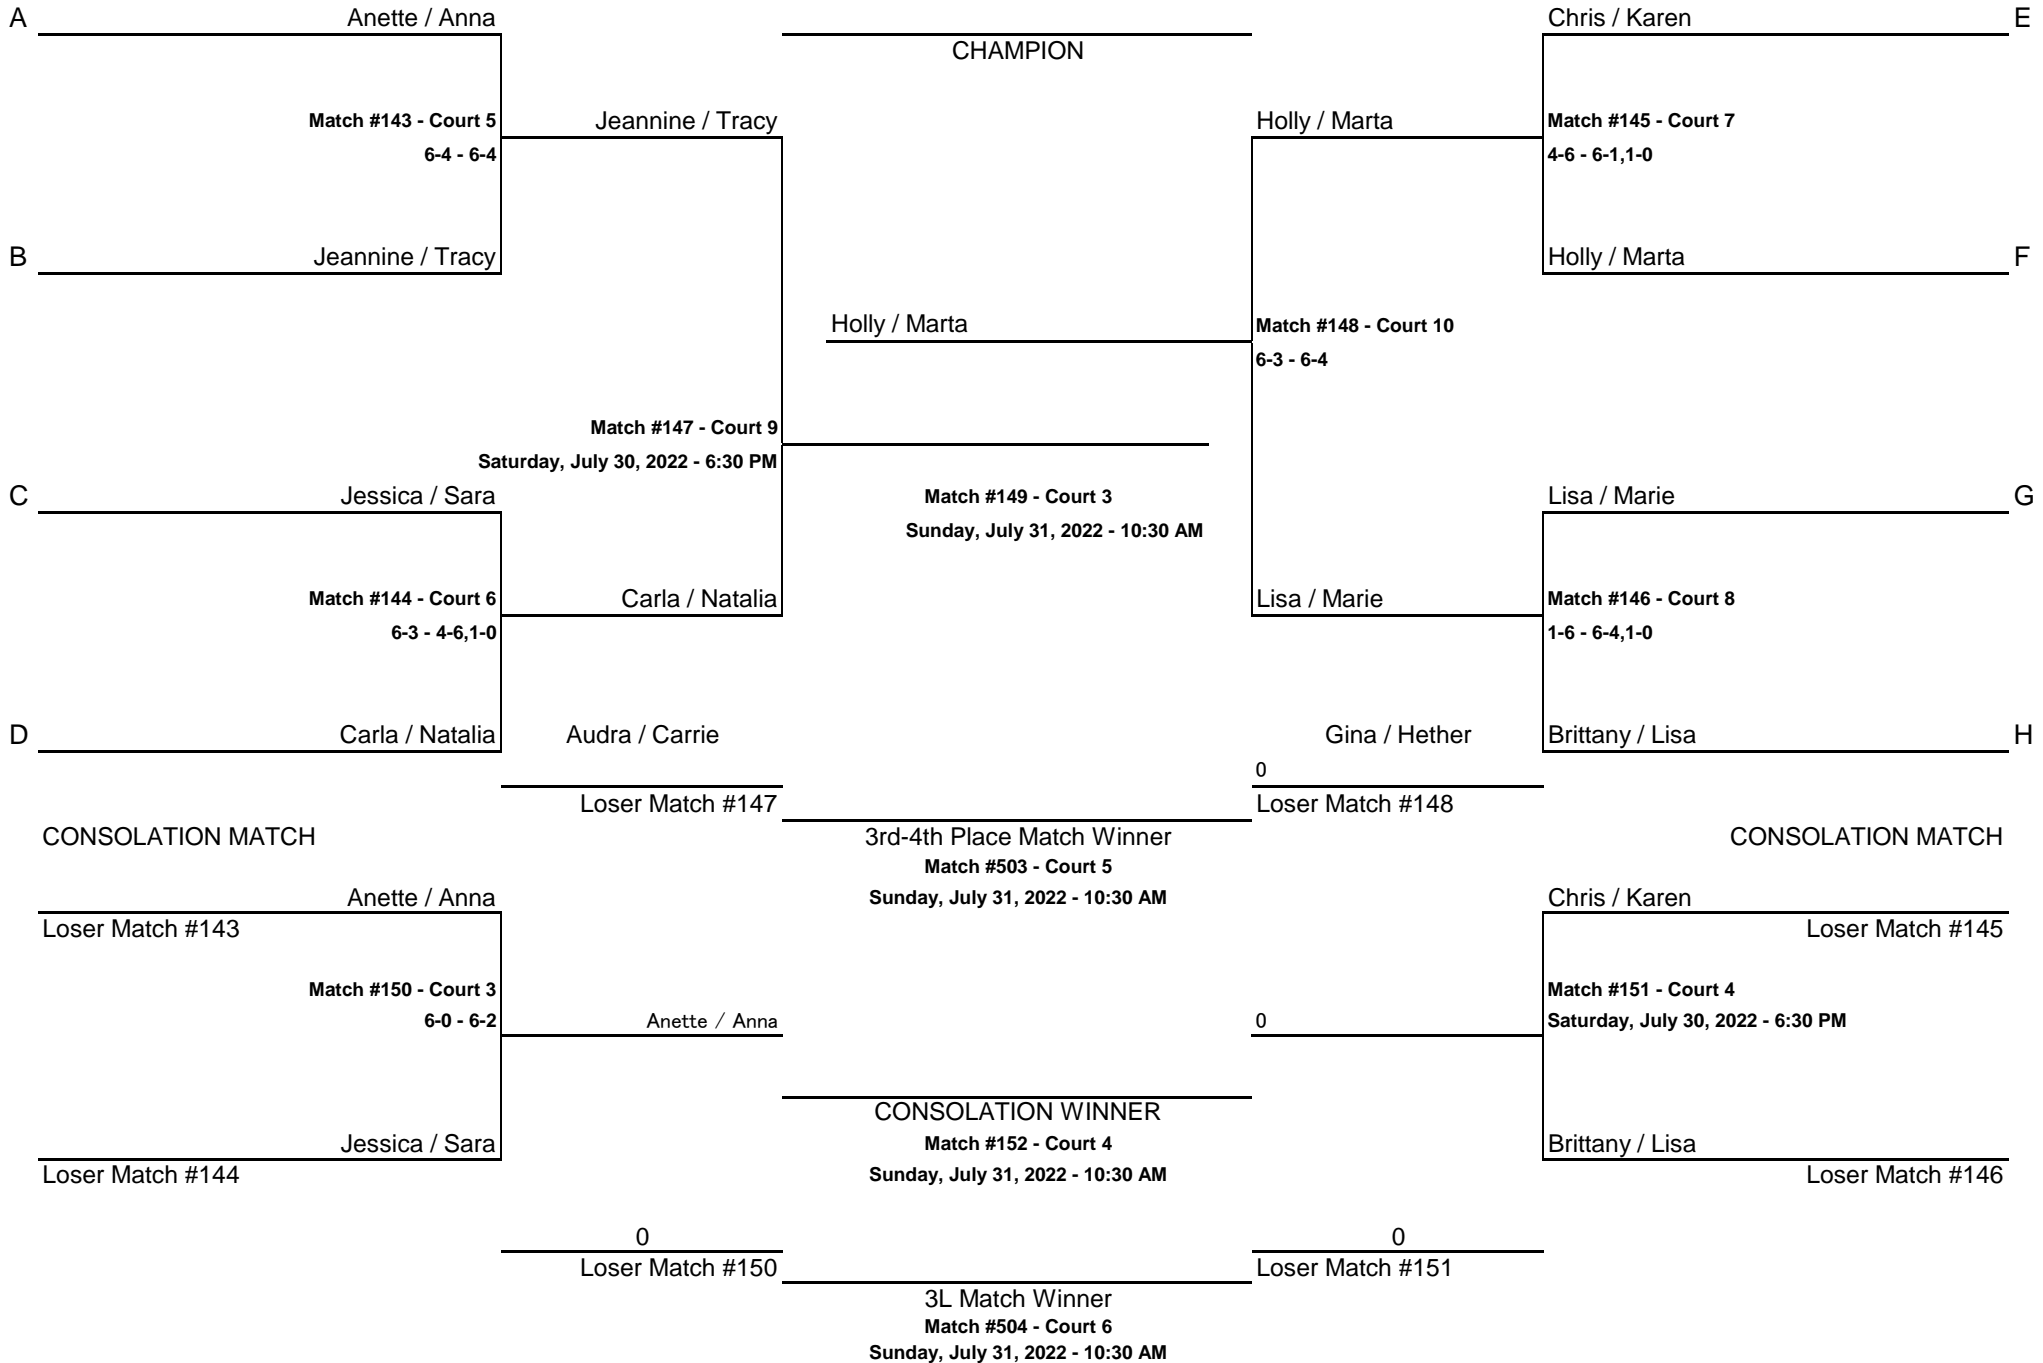 A
Anette / Anna
CHAMPION
Chris / Karen
E
Match #143 - Court 5
6-4 - 6-4
Jeannine / Tracy
Holly / Marta
Match #145 - Court 7
4-6 - 6-1,1-0
B
Jeannine / Tracy
Holly / Marta
F
Holly / Marta
Match #148 - Court 10
6-3 - 6-4
Match #147 - Court 9
Saturday, July 30, 2022 - 6:30 PM
C
Jessica / Sara
Match #149 - Court 3
Sunday, July 31, 2022 - 10:30 AM
Lisa / Marie
G
Match #144 - Court 6
6-3 - 4-6,1-0
Carla / Natalia
Lisa / Marie
Match #146 - Court 8
1-6 - 6-4,1-0
D
Carla / Natalia
Audra / Carrie
Gina / Hether
Brittany / Lisa
H
0
Loser Match #147
Loser Match #148
CONSOLATION MATCH
3rd-4th Place Match Winner
CONSOLATION MATCH
Match #503 - Court 5
Sunday, July 31, 2022 - 10:30 AM
Anette / Anna
Chris / Karen
Loser Match #143
Loser Match #145
Match #150 - Court 3
6-0 - 6-2
Anette / Anna
0
Match #151 - Court 4
Saturday, July 30, 2022 - 6:30 PM
CONSOLATION WINNER
Match #152 - Court 4
Sunday, July 31, 2022 - 10:30 AM
Jessica / Sara
Brittany / Lisa
Loser Match #144
Loser Match #146
0
0
Loser Match #150
Loser Match #151
3L Match Winner
Match #504 - Court 6
Sunday, July 31, 2022 - 10:30 AM